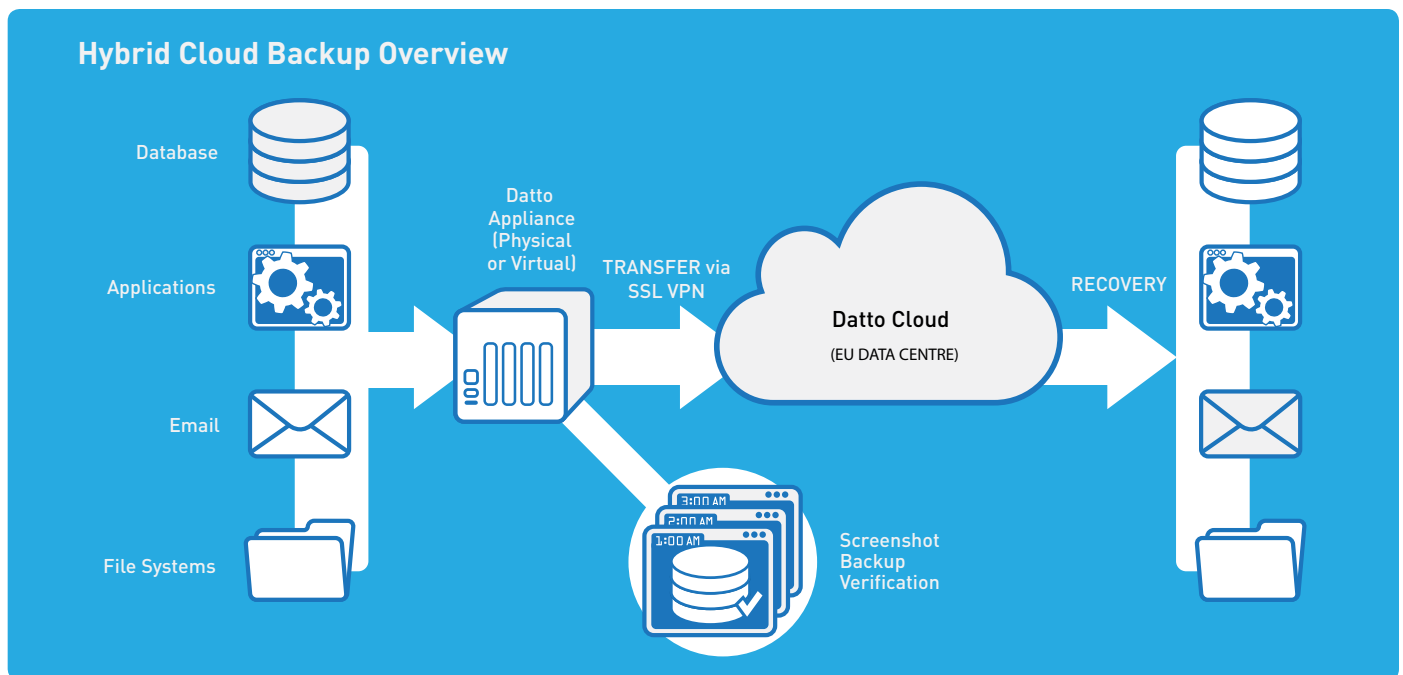 Hybrid Cloud Backup Overview
Database
Applications
Email
File Systems
Datto
Appliance
(Physical
or Virtual)
TRANSFER via
SSL VPN
Datto Cloud
(EU DATA CENTRE)
RECOVERY
3:00 AM
2:00 AM
1:00 AM
Screenshot
Backup
Verification